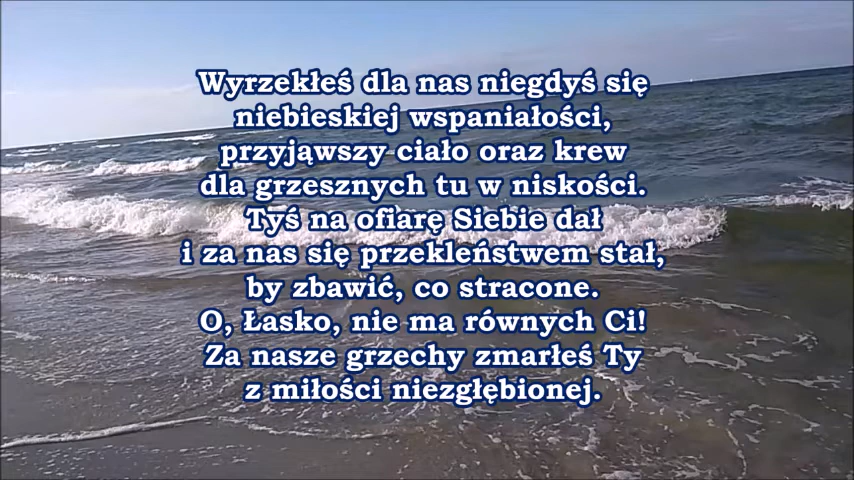 Wyrzekłeś dla nas niegdyś się
niebieskiej wspaniałości,
przyjąwszy ciało oraz krew
dla grzesznych tu w niskości.
Tyś na ofiarę Siebie dał
i za nas się przekleństwem stał,
by zbawić, co stracone.
O, Łasko, nie ma równych Ci!
Za nasze grzechy zmarłeś Ty
z miłości niezgłębionej.